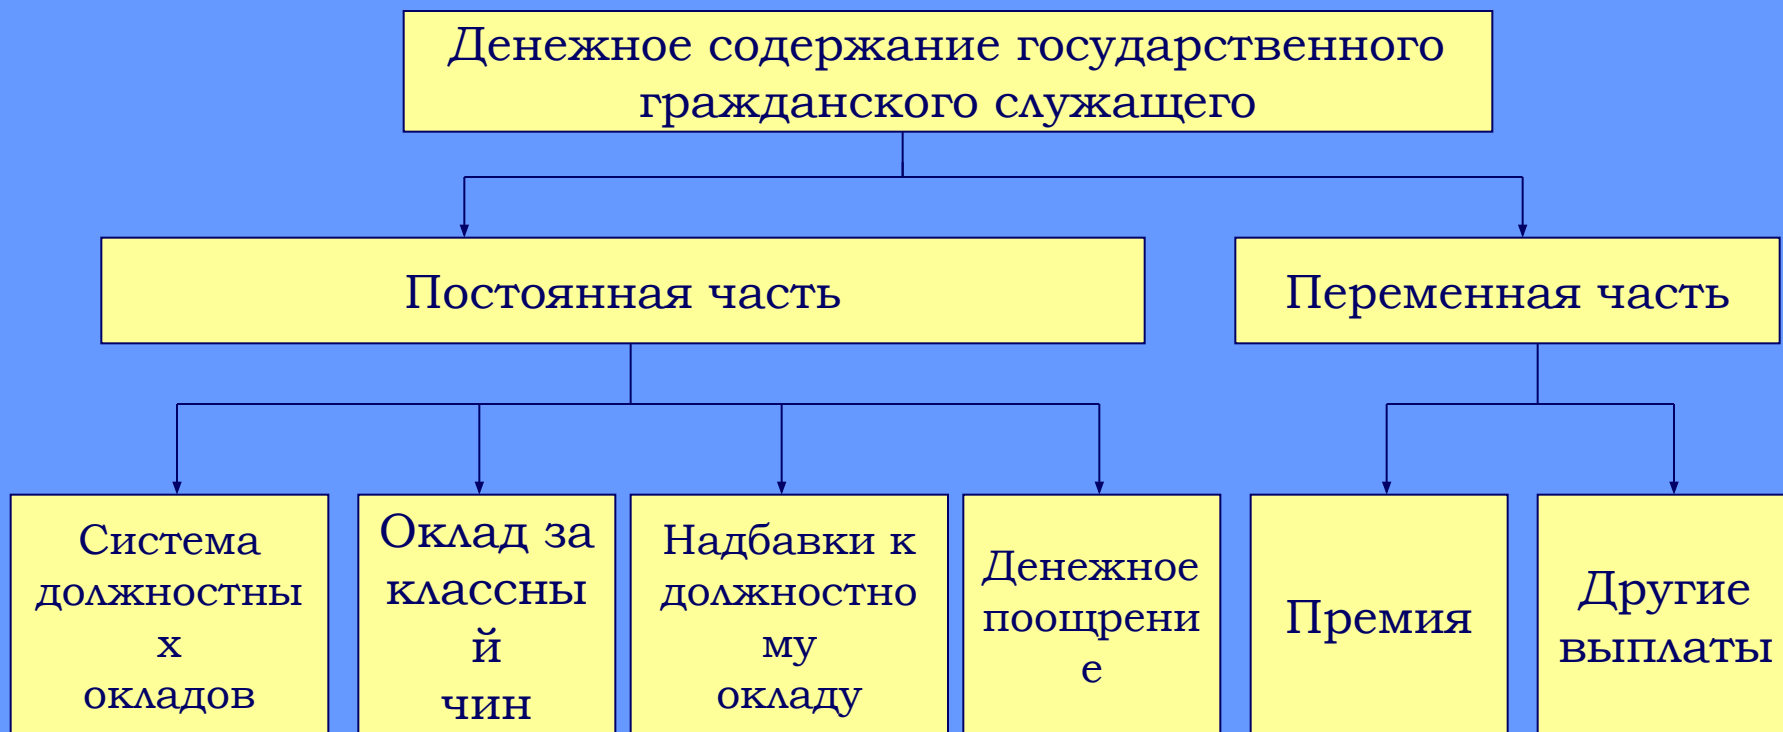 Денежное содержание государственного
гражданского служащего
Постоянная часть
Переменная часть
Система
должностны
х
окладов
Оклад за
классны
й
чин
Надбавки к
должностно
му
окладу
Денежное
поощрени
е
Премия
Другие
выплаты